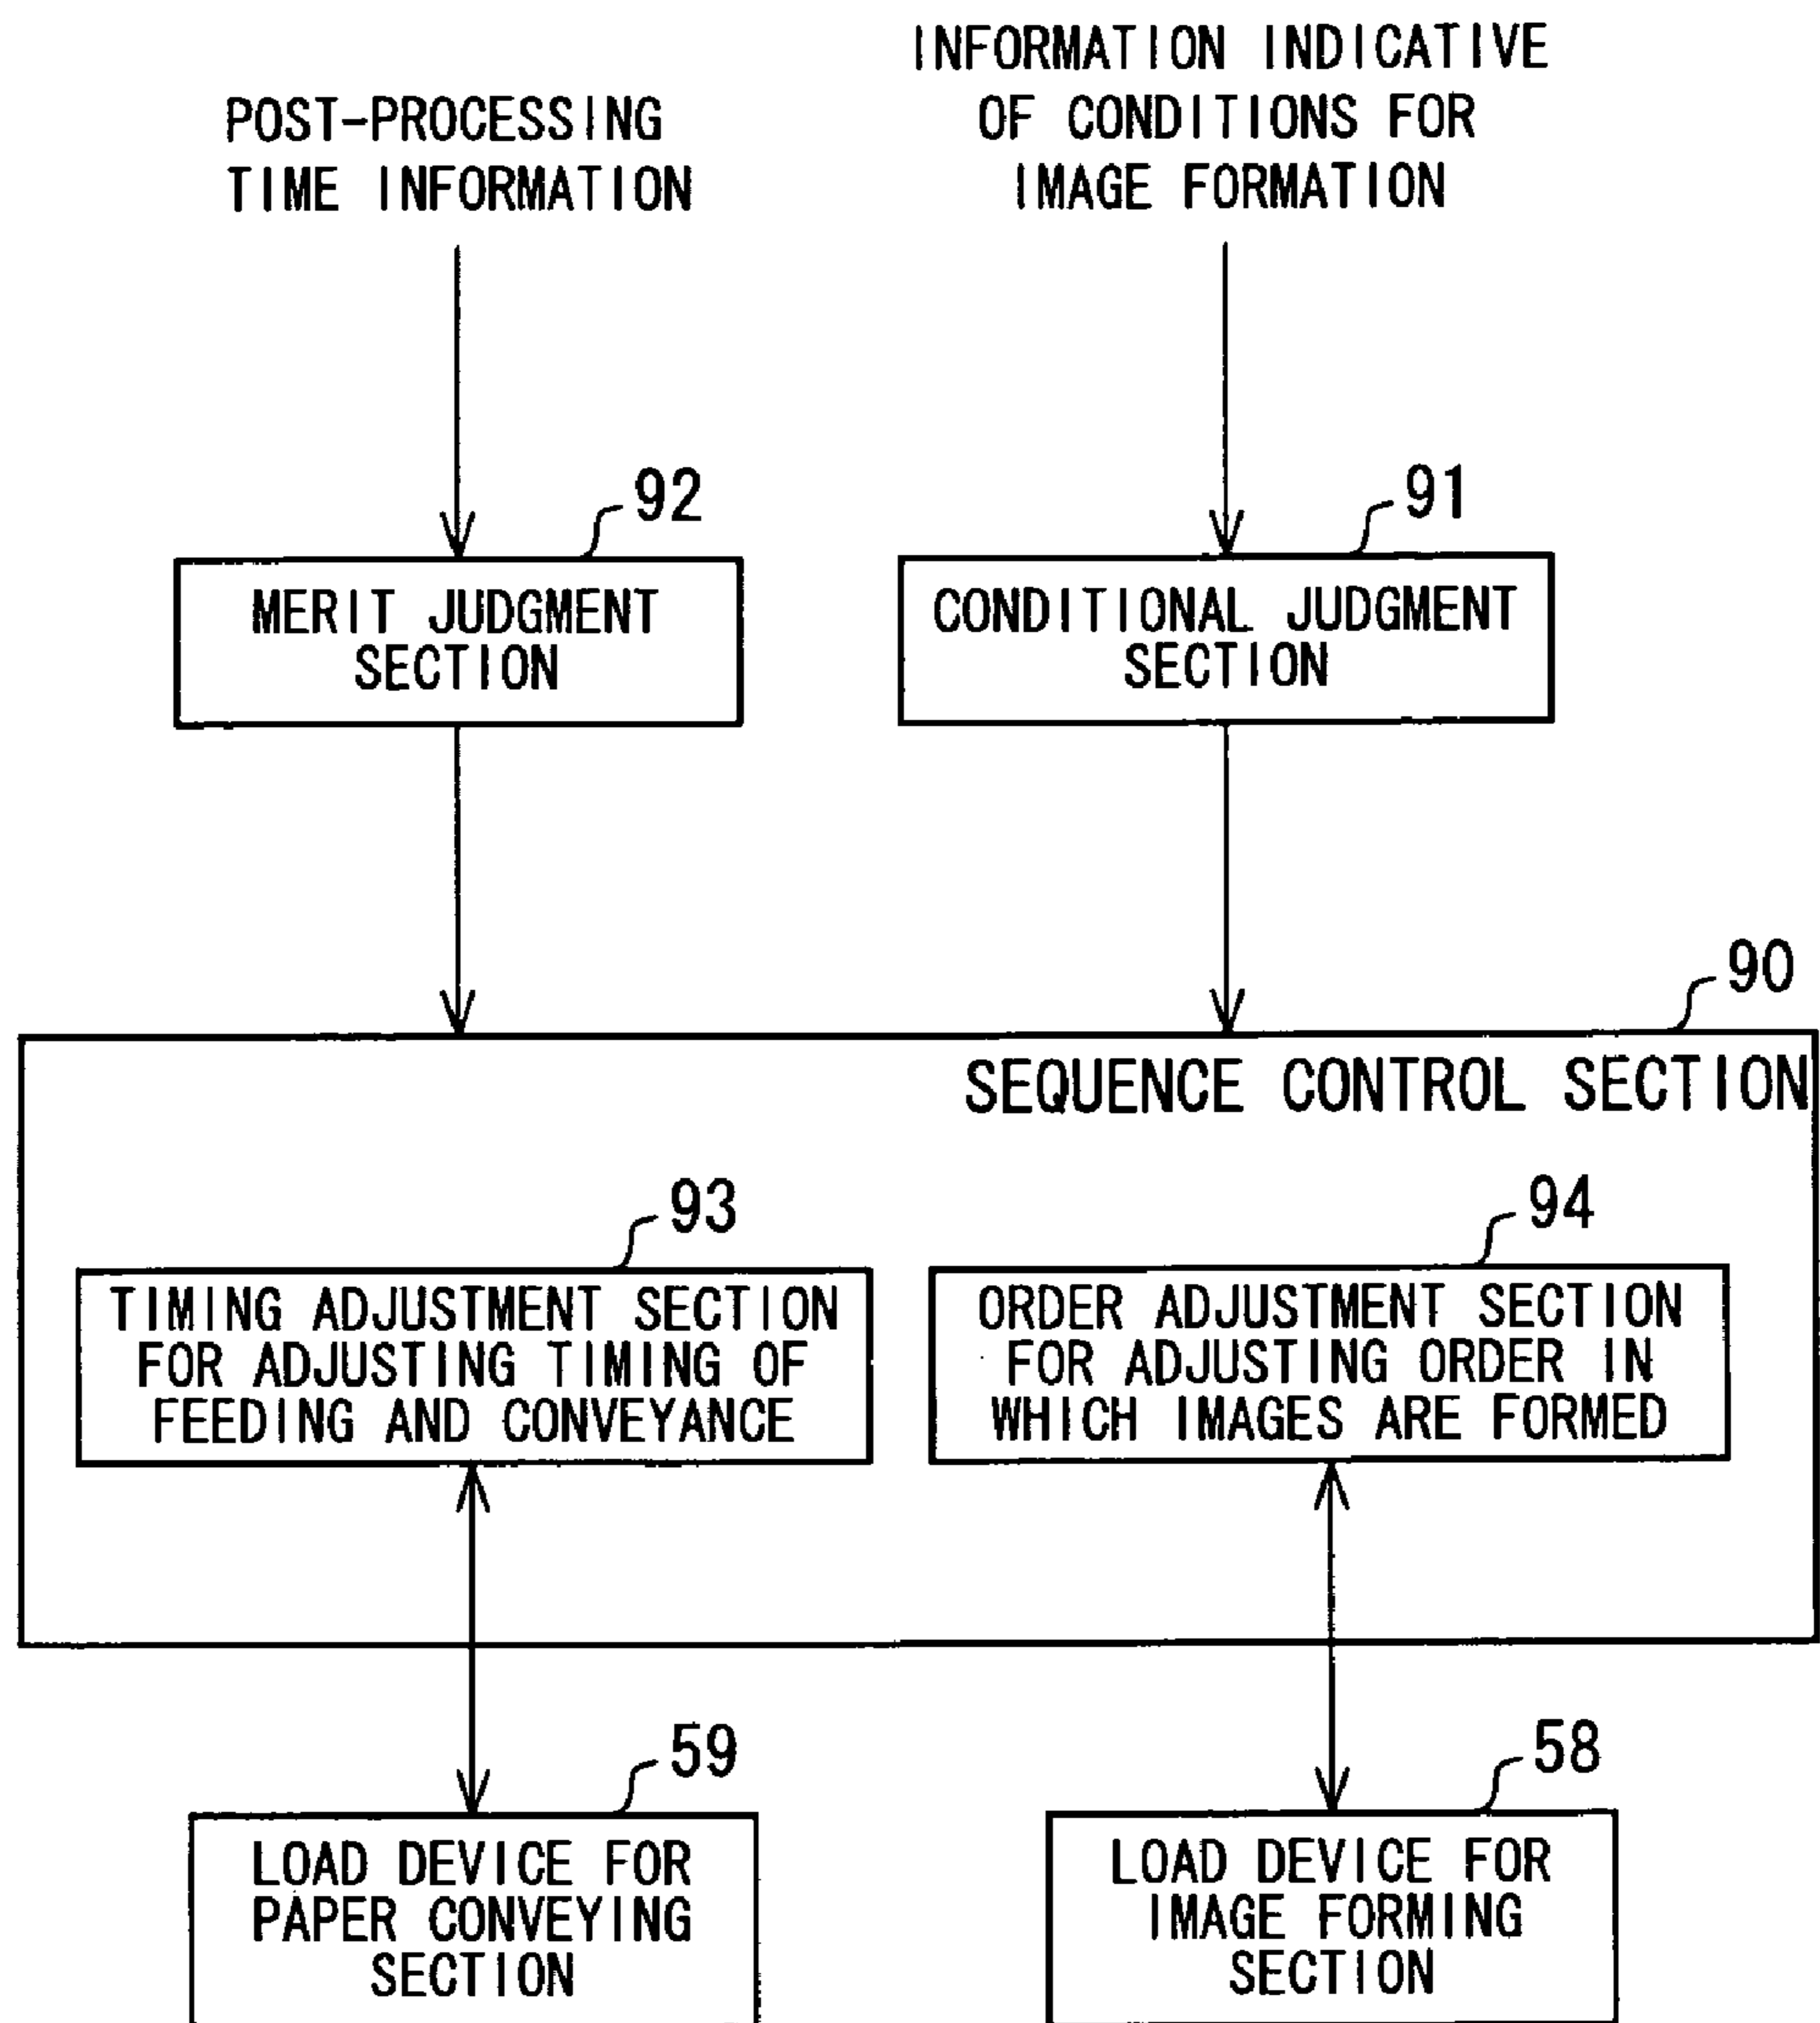 POST-PROCESSING
TIME INFORMATION
INFORMATION INDICATIVE
OF CONDITIONS FOR
IMAGE FORMATION
92
MERIT JUDGMENT
SECTION
91
CONDITIONAL JUDGMENT
SECTION
90
SEQUENCE CONTROL SECTION
93
TIMING ADJUSTMENT SECTION
FOR ADJUSTING TIMING OF
FEEDING AND CONVEYANCE
94
ORDER ADJUSTMENT SECTION
FOR ADJUSTING ORDER IN
WHICH IMAGES ARE FORMED
59
LOAD DEVICE FOR
PAPER CONVEYING
SECTION
58
LOAD DEVICE FOR
IMAGE FORMING
SECTION